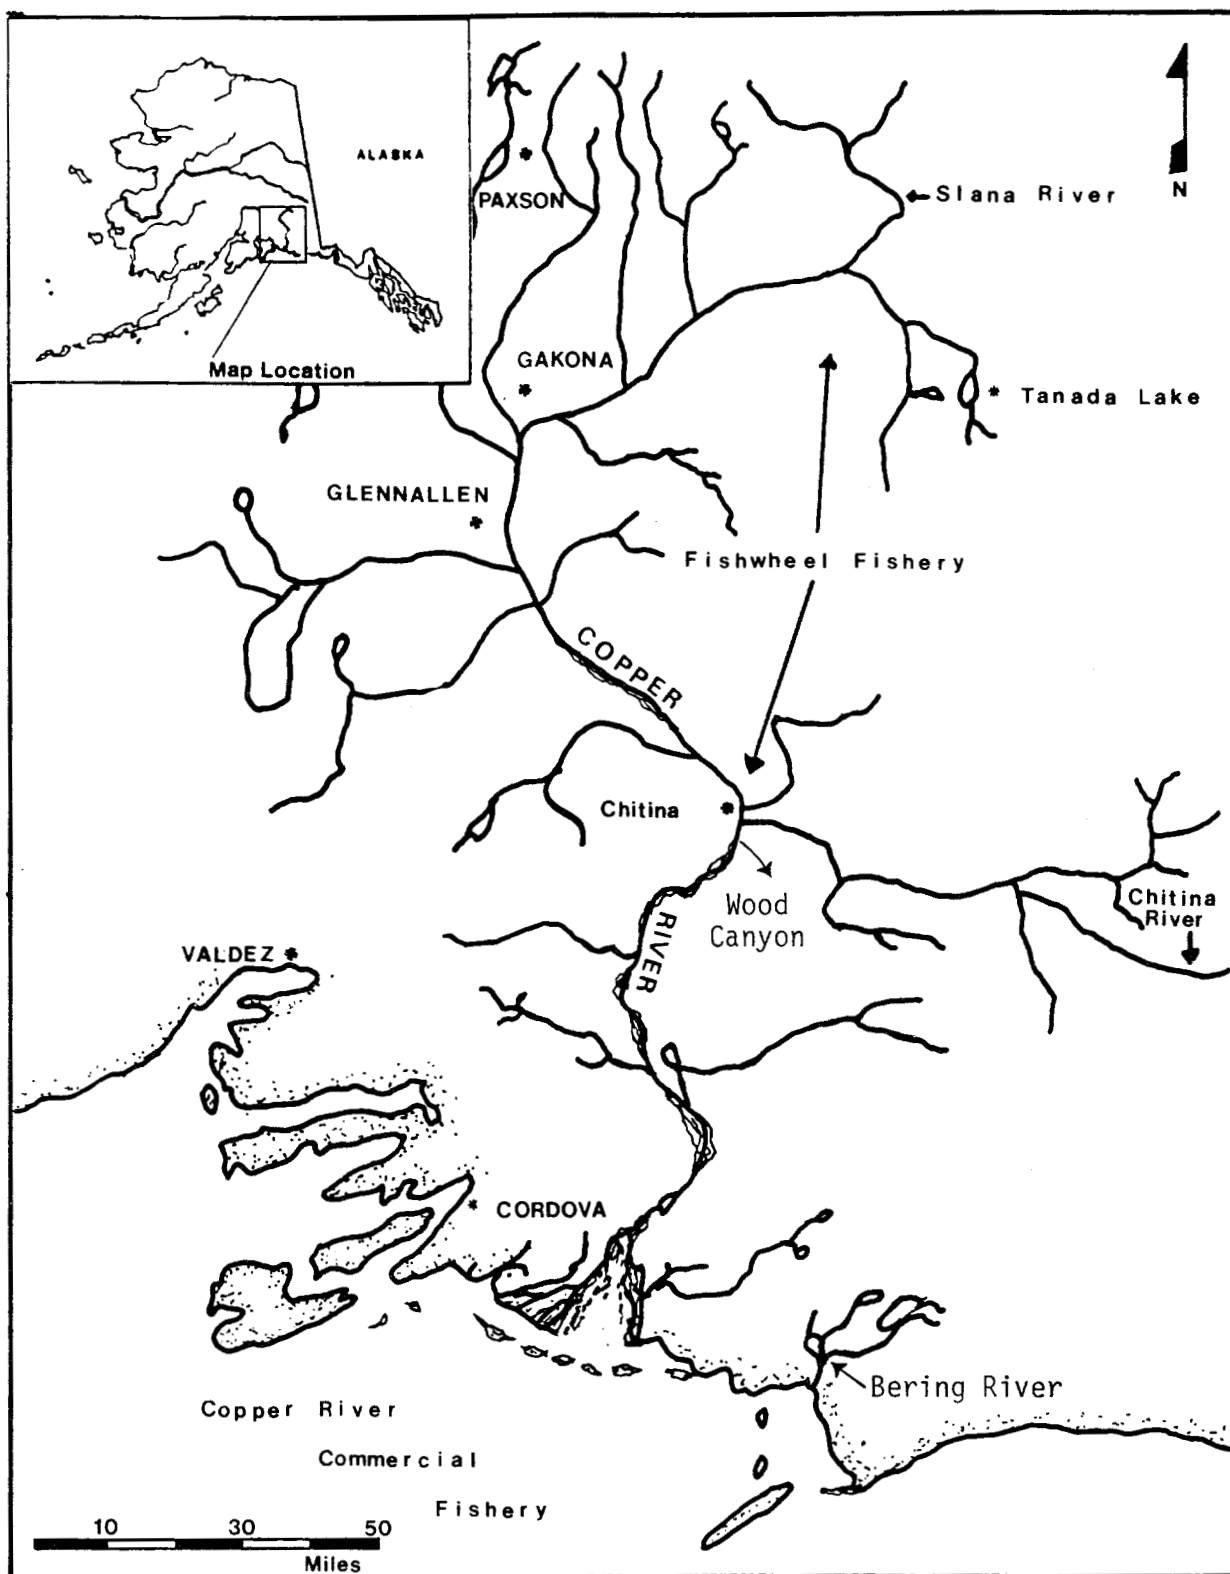 ALASKA
Map Location
N
PAXSON
Slana River
GAKONA
Tanada Lake
GLENNALLEN
Fishwheel Fishery
COPPER
Chitina
Wood
Canyon
Chitina
River
RIVER
VALDEZ
CORDOVA
Bering River
Copper River
Commercial
Fishery
10 30 50
Miles